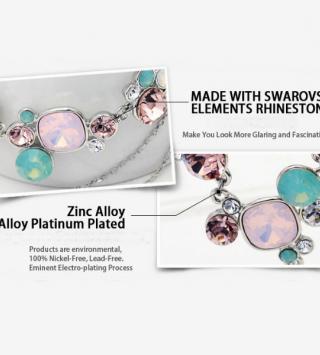 MADE WITH SWAROVS
ELEMENTS RHINESTON
Make You Look More Glaring and Fascinati
Zinc Alloy
Alloy Platinum Plated
Products are environmental,
100% Nickel-Free, Lead-Free.
Eminent Electro-plating Process